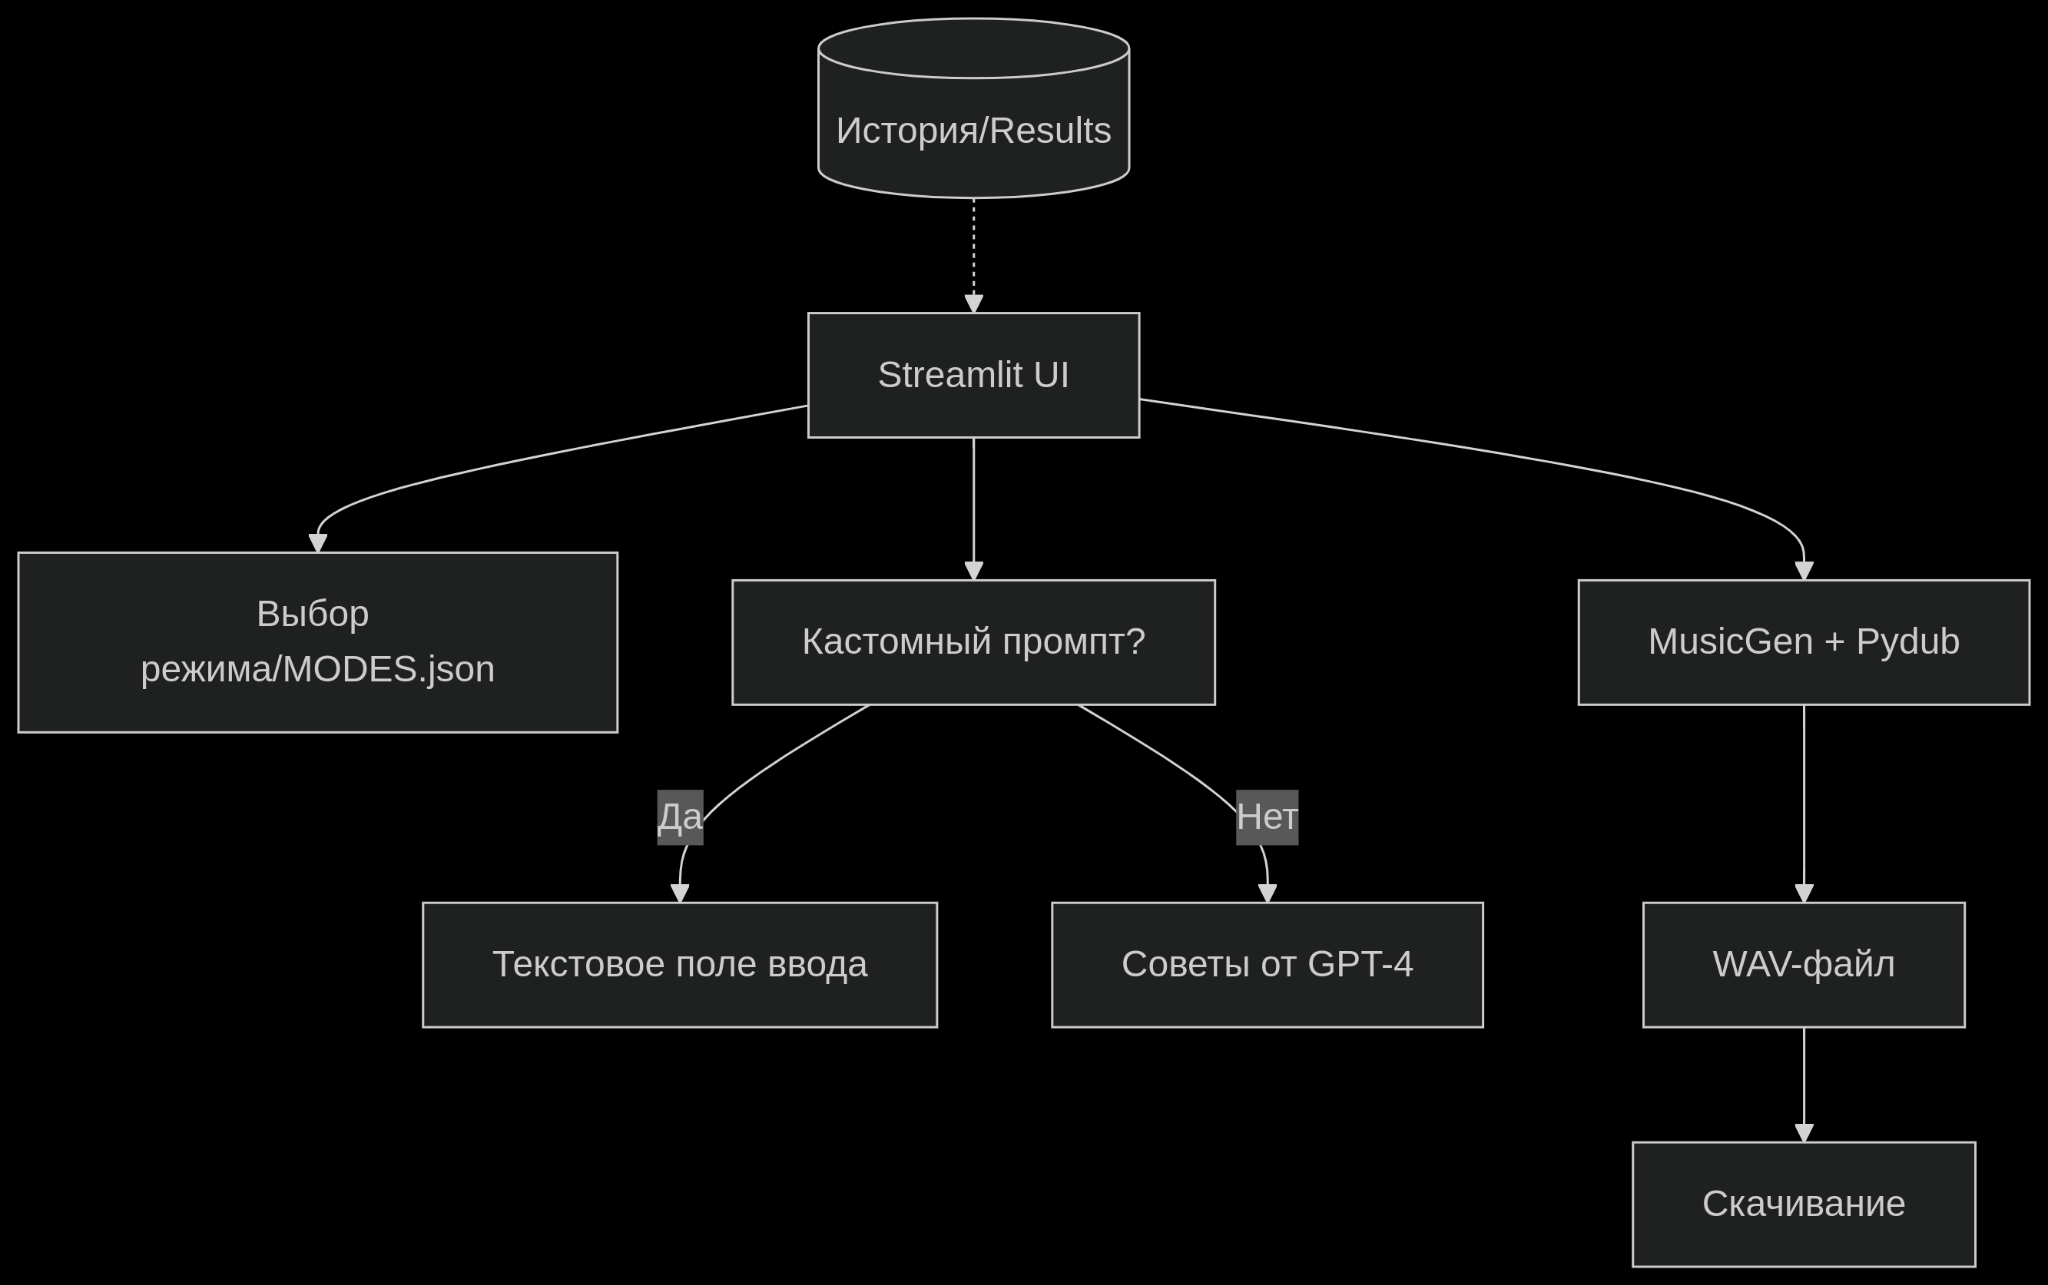 История/Results
Streamlit UI
Выбор
режима/MODES.json
Кастомный промпт?
MusicGen + Pydub
Да
Нет
Текстовое поле ввода
Советы от GPT-4
WAV-файл
Скачивание